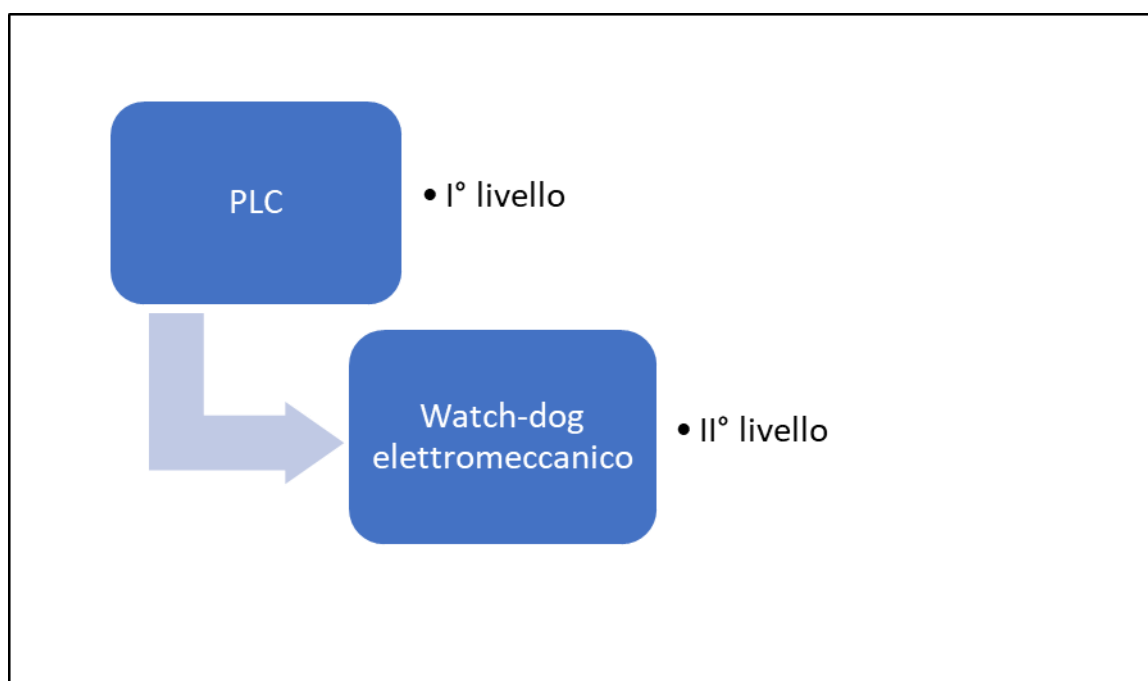 PLC
• I° livello
Watch-dog
elettromeccanico
• II° livello